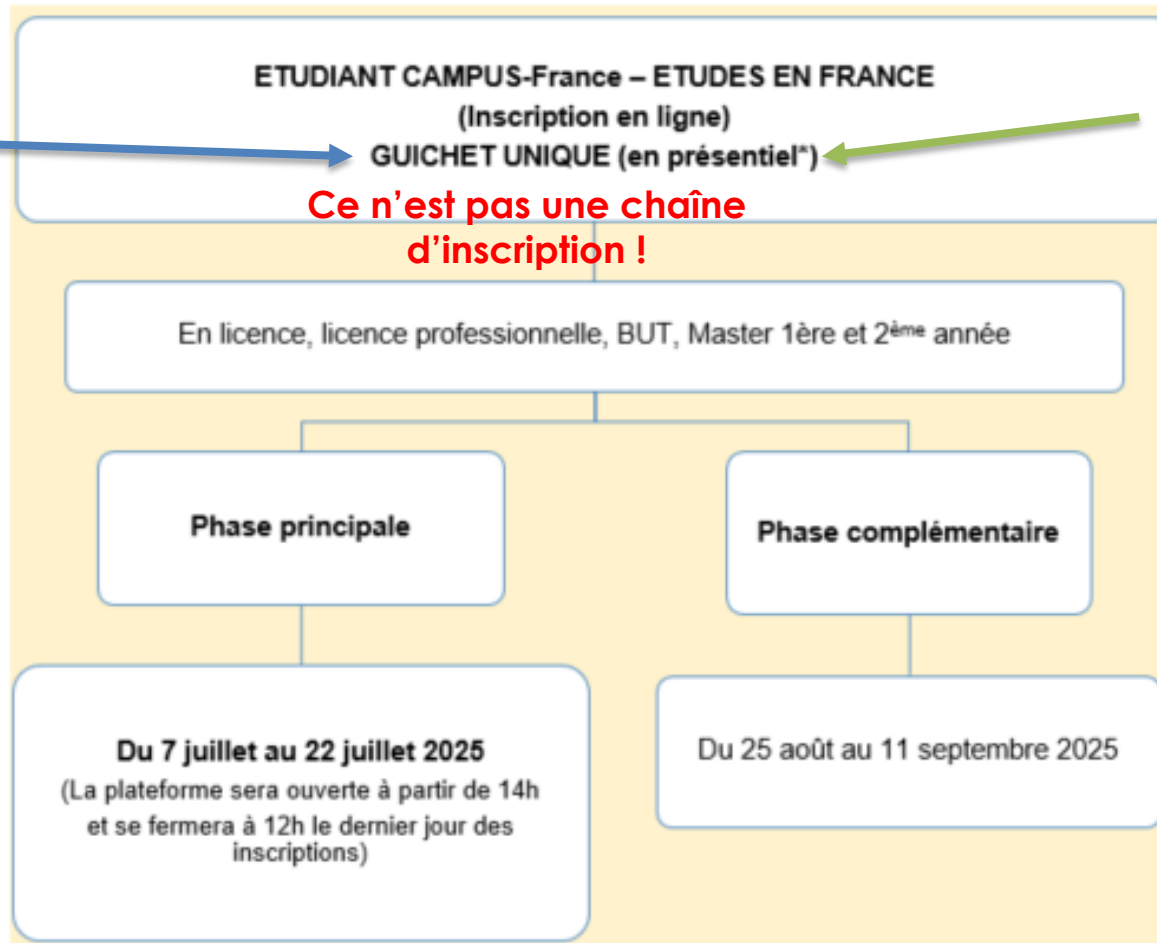 ETUDIANT CAMPUS-France – ETUDES EN FRANCE
(Inscription en ligne)
GUICHET UNIQUE (en présentiel*)
Ce n’est pas une chaîne
d’inscription !
En licence, licence professionnelle, BUT, Master 1ère et 2ème année
Phase principale
Phase complémentaire
Du 7 juillet au 22 juillet 2025
(La plateforme sera ouverte à partir de 14h
et se fermera à 12h le dernier jour des
inscriptions)
Du 25 août au 11 septembre 2025